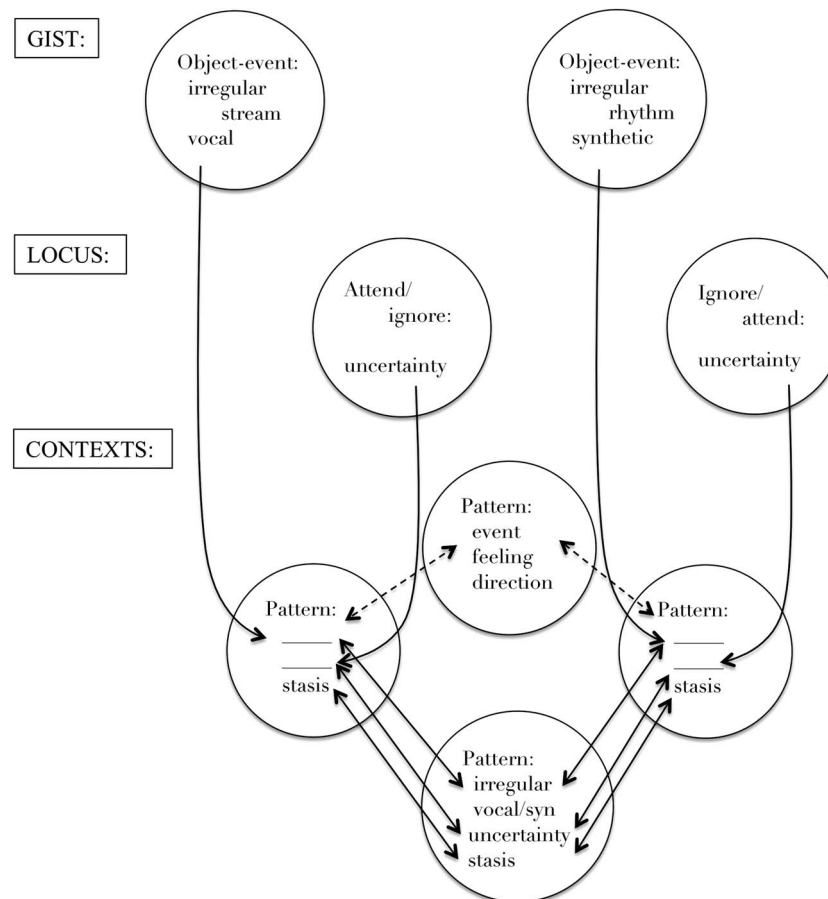 GIST:
Object-event:
irregular
stream
vocal
Object-event:
irregular
rhythm
synthetic
LOCUS:
Attend/
ignore:
uncertainty
Ignore/
attend:
uncertainty
CONTEXTS:
Pattern:
event
feeling
direction
Pattern:
stasis
Pattern:
stasis
Pattern:
irregular
vocal/syn
uncertainty
stasis